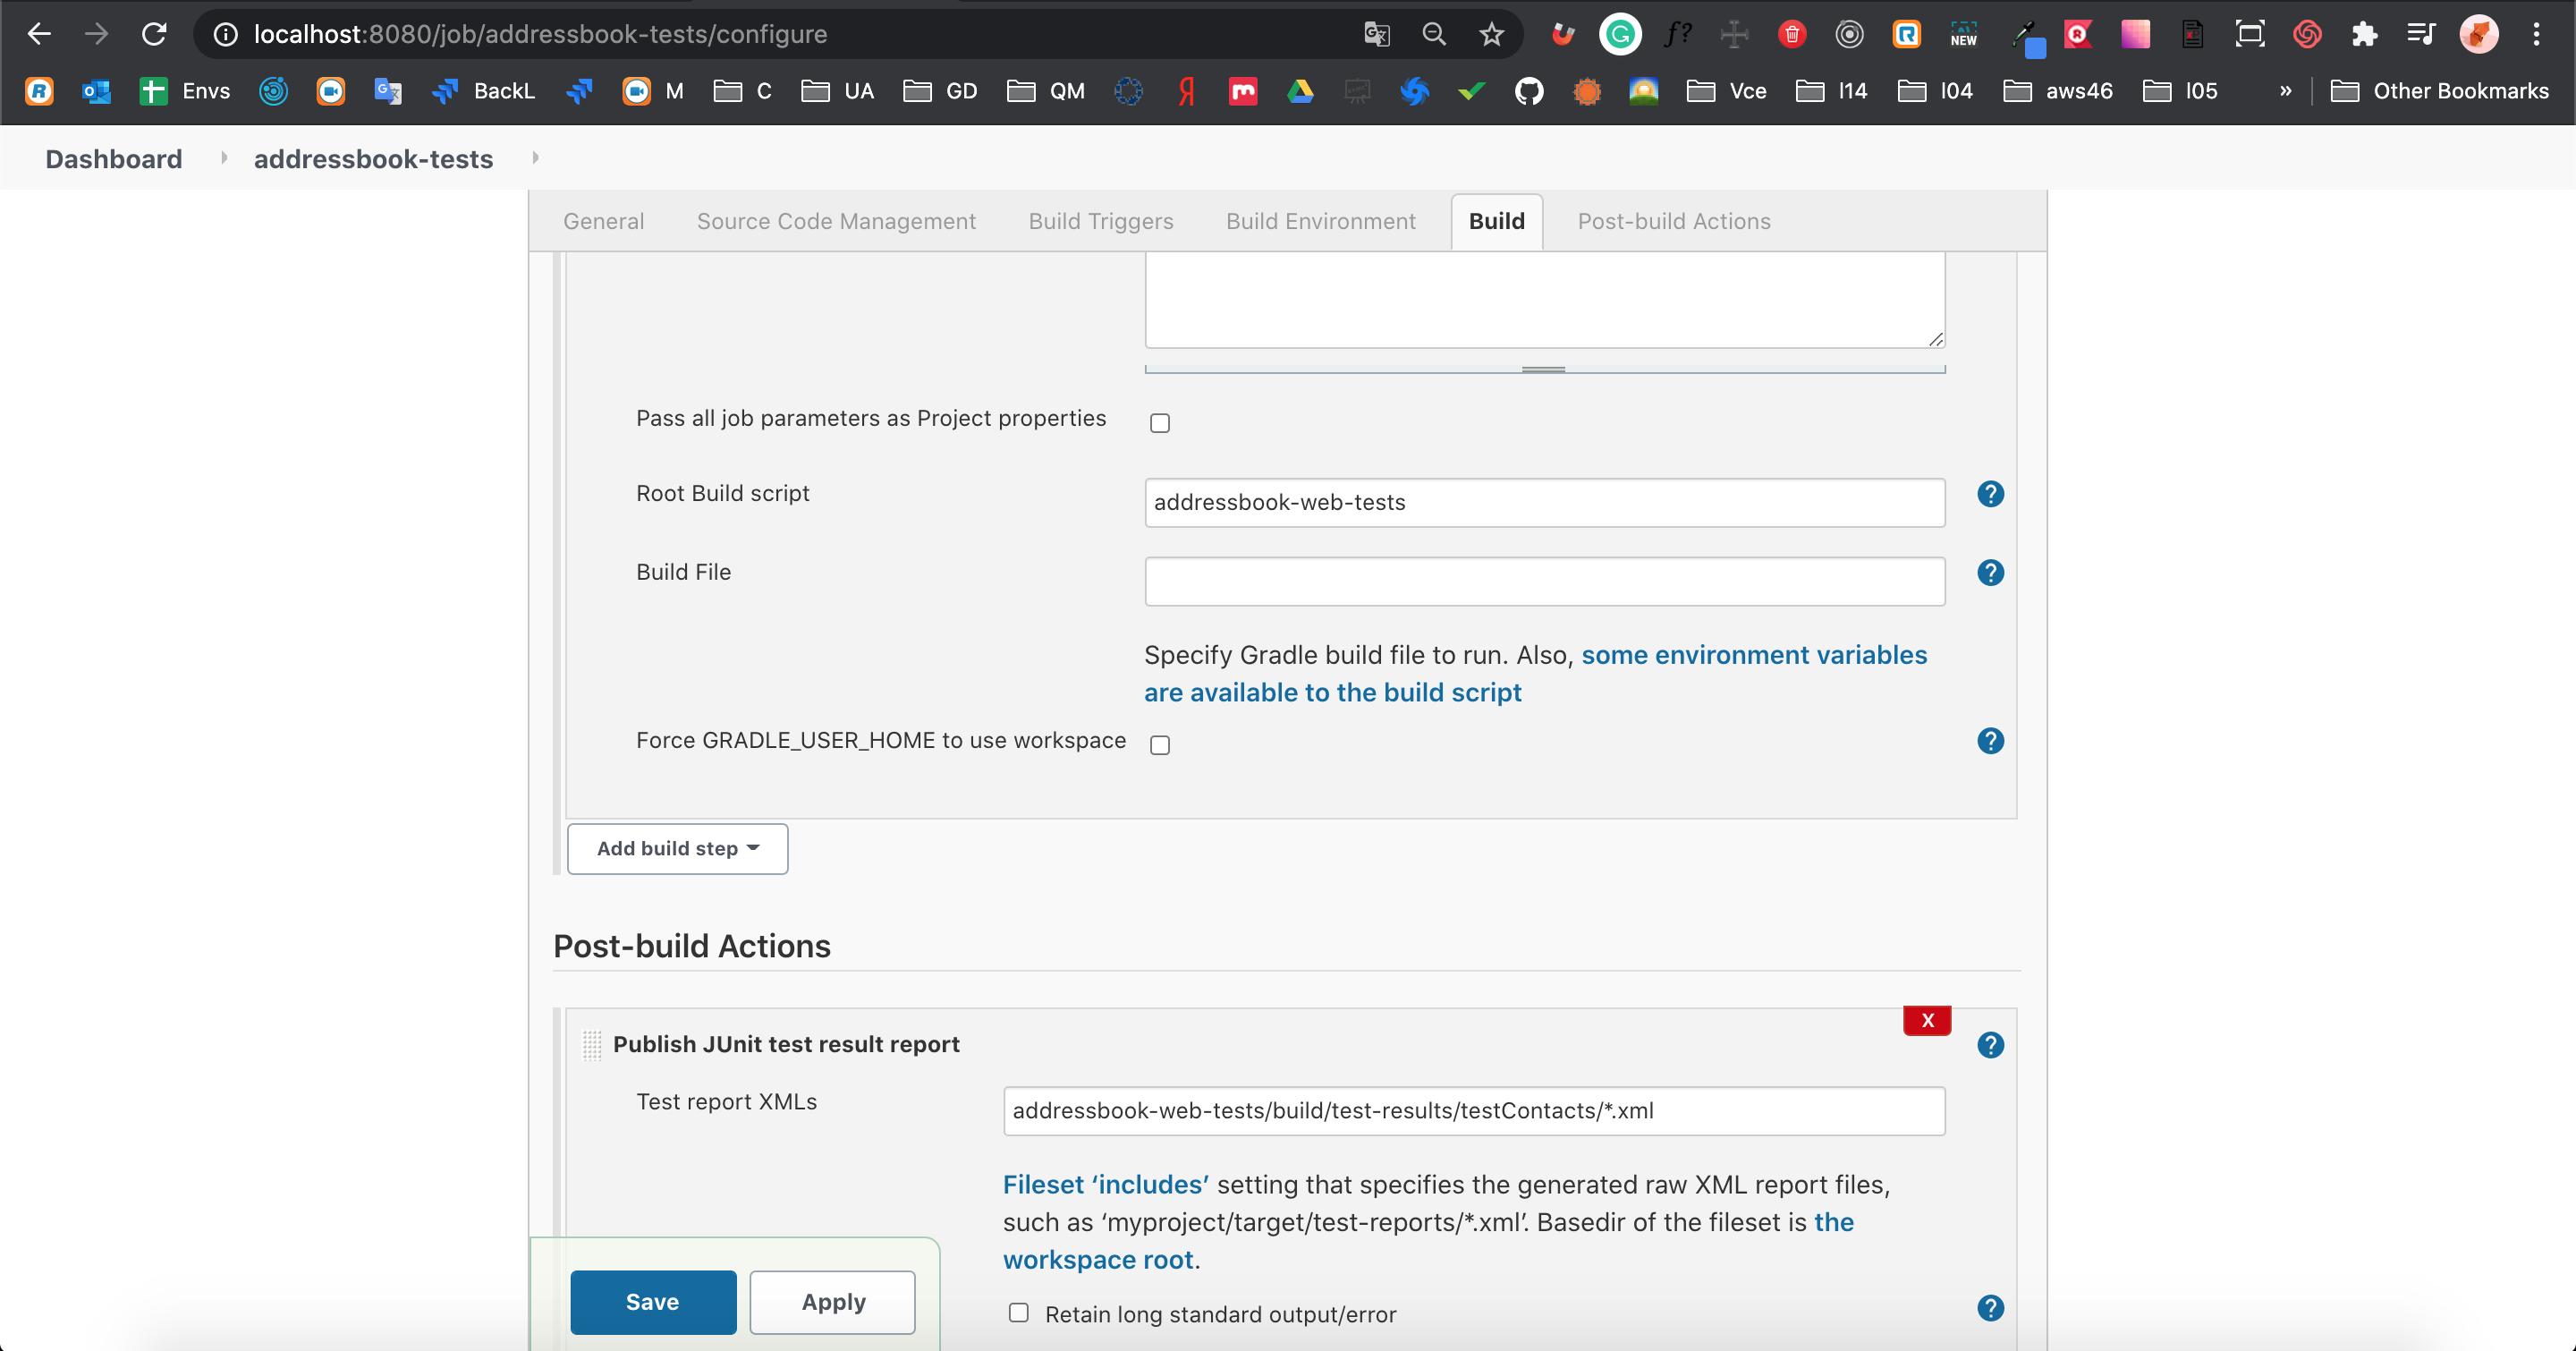 localhost:8080/job/addressbook-tests/configure
f?
NEW
Envs
BackL
M
C
UA
GD
QM
Я
Vce
I14
I04
aws46
I05
»
Other Bookmarks
Dashboard
addressbook-tests
General
Source Code Management
Build Triggers
Build Environment
Build
Post-build Actions
Pass all job parameters as Project properties
Root Build script
addressbook-web-tests
?
Build File
?
Specify Gradle build file to run. Also, some environment variables
are available to the build script
Force GRADLE_USER_HOME to use workspace
?
Add build step
Post-build Actions
X
Publish JUnit test result report
?
Test report XMLs
addressbook-web-tests/build/test-results/testContacts/*.xml
Fileset ‘includes’ setting that specifies the generated raw XML report files,
such as ‘myproject/target/test-reports/*.xml’. Basedir of the fileset is the
workspace root.
Save
Apply
Retain long standard output/error
?